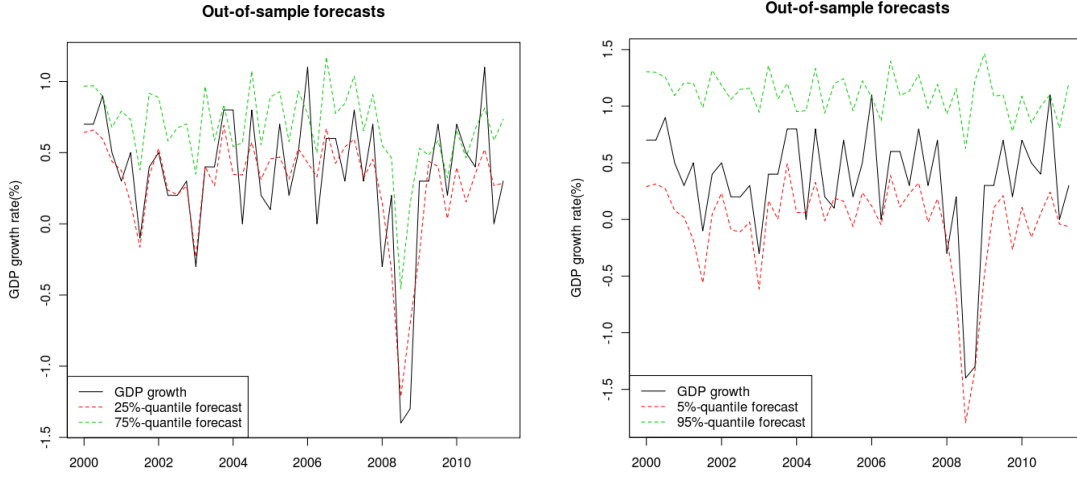 Out-of-sample forecasts
GDP growth rate(%)
1.0
0.5
0.0
-0.5
-1.0
-1.5
GDP growth
25%-quantile forecast
75%-quantile forecast
2000 2002 2004 2006 2008 2010
Out-of-sample forecasts
GDP growth rate(%)
1.5
1.0
0.5
0.0
-0.5
-1.0
-1.5
GDP growth
5%-quantile forecast
95%-quantile forecast
2000 2002 2004 2006 2008 2010